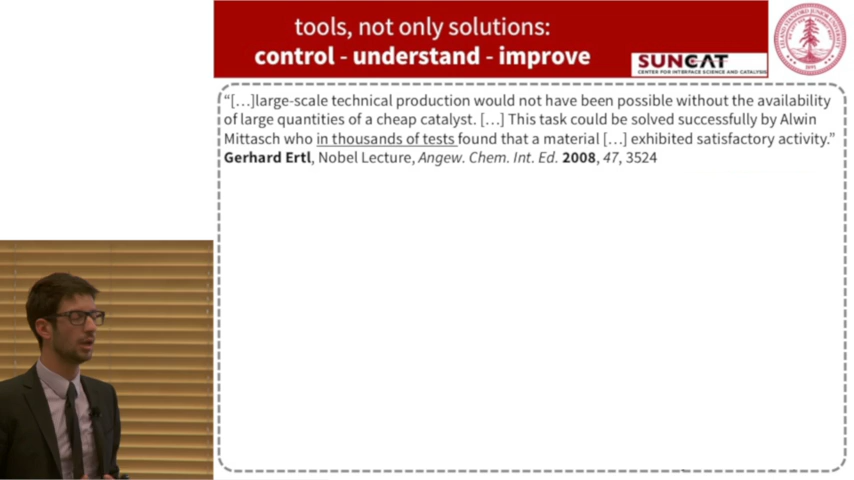 tools, not only solutions:
control - understand - improve
SUNCAT
CENTER FOR INTERFACE SCIENCE AND CATALYSIS
“[…]large-scale technical production would not have been possible without the availability
of large quantities of a cheap catalyst. […] This task could be solved successfully by Alwin
Mittasch who in thousands of tests found that a material […] exhibited satisfactory activity.”
Gerhard Ertl, Nobel Lecture, Angew. Chem. Int. Ed. 2008, 47, 3524